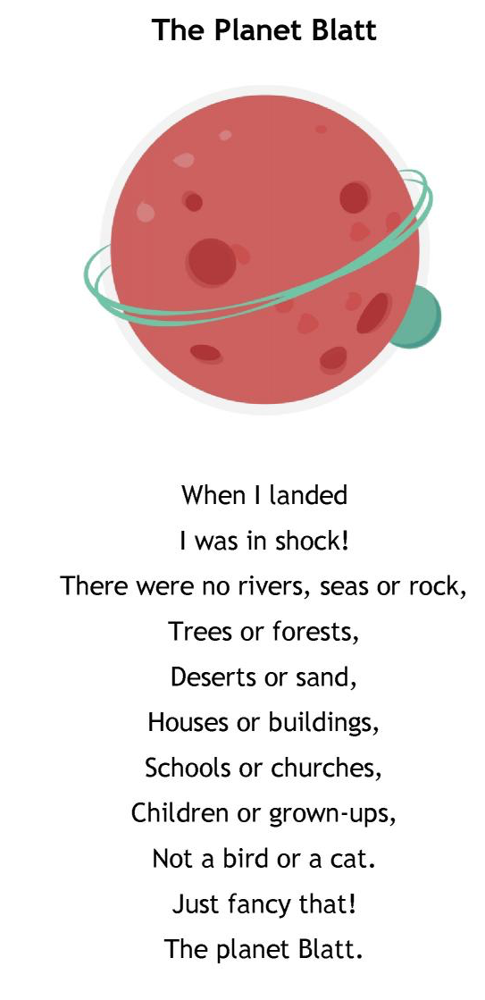 The Planet Blatt
When I landed
I was in shock!
There were no rivers, seas or rock,
Trees or forests,
Deserts or sand,
Houses or buildings,
Schools or churches,
Children or grown-ups,
Not a bird or a cat.
Just fancy that!
The planet Blatt.